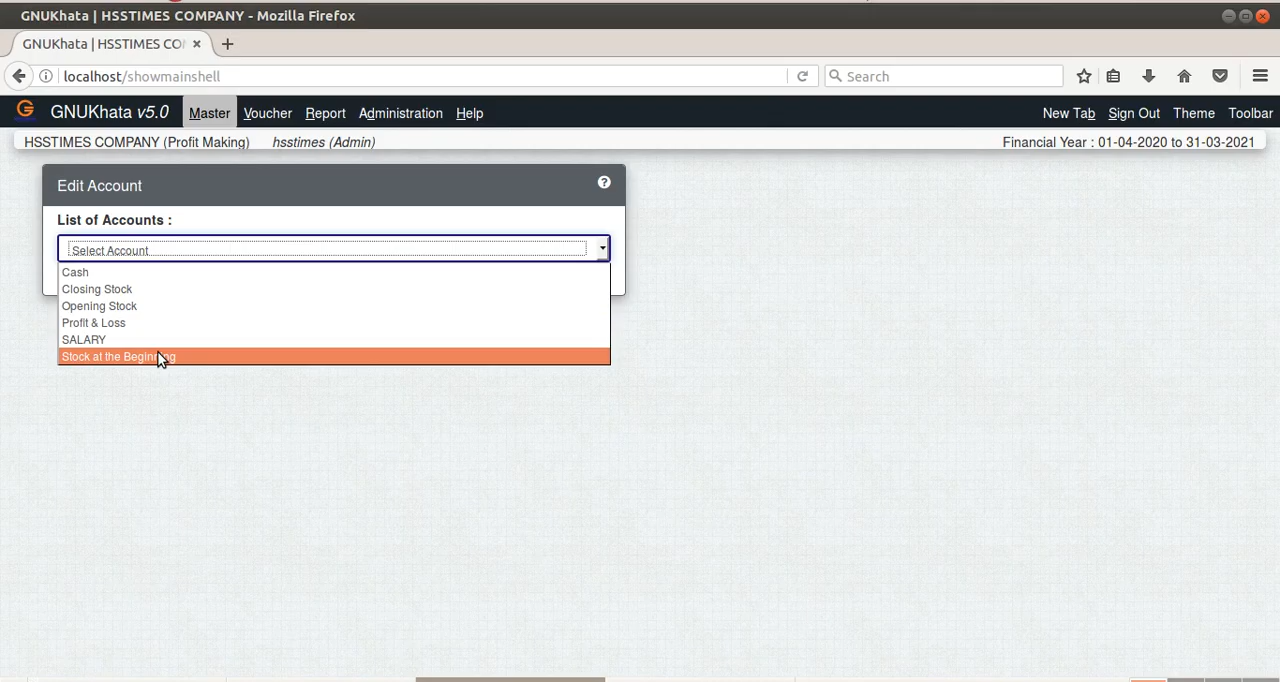 GNUKhata | HSSTIMES COMPANY - Mozilla Firefox
GNUKhata | HSSTIMES CO
localhost/showmainshell
Search
GNUKhata v5.0 Master Voucher Report Administration Help New Tab Sign Out Theme Toolbar
HSSTIMES COMPANY (Profit Making) hsstimes (Admin) Financial Year : 01-04-2020 to 31-03-2021
Edit Account
List of Accounts :
Select Account
Cash
Closing Stock
Opening Stock
Profit & Loss
SALARY
Stock at the Beginning